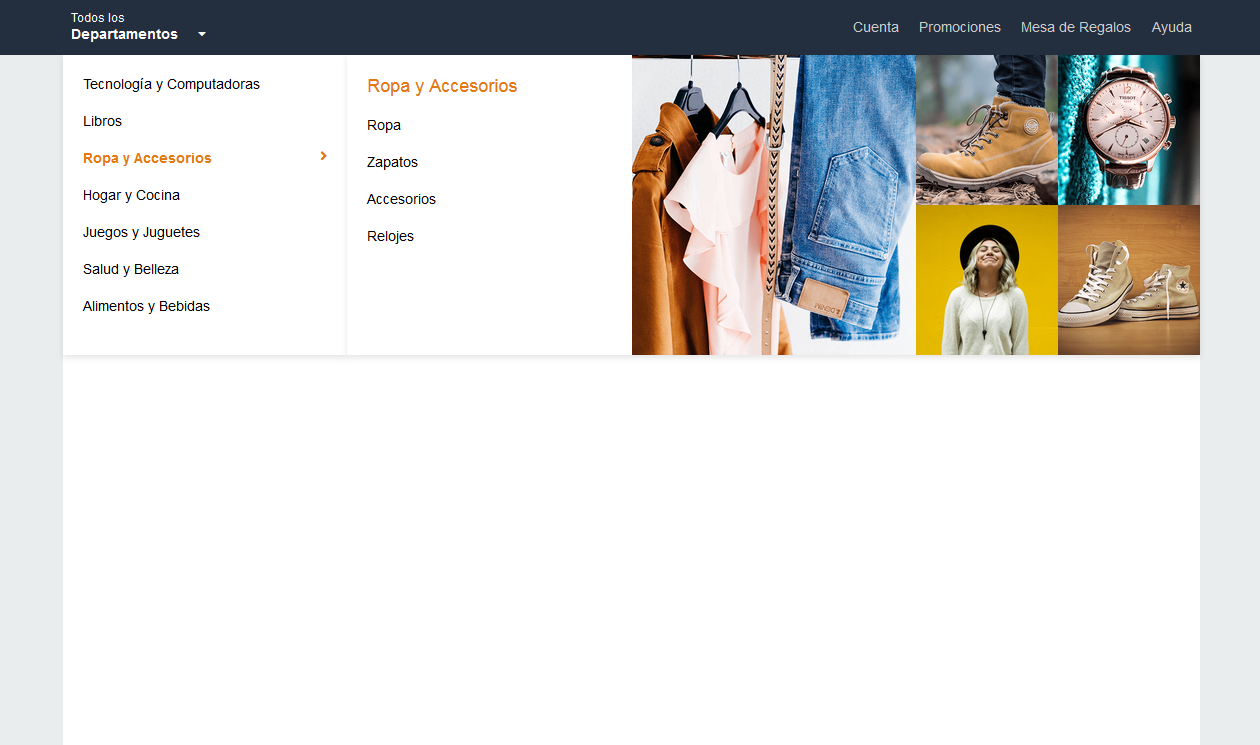 Todos los
Departamentos
Cuenta
Promociones
Mesa de Regalos
Ayuda
Tecnología y Computadoras
Libros
Ropa y Accesorios
Hogar y Cocina
Juegos y Juguetes
Salud y Belleza
Alimentos y Bebidas
Ropa y Accesorios
Ropa
Zapatos
Accesorios
Relojes
TISSOT